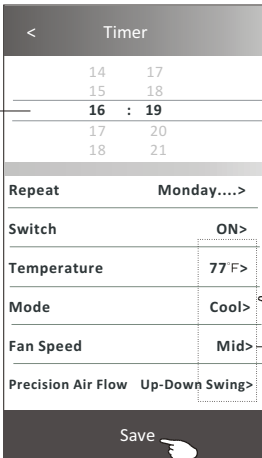 < Timer
14 17
15 18
16 : 19
17 20
18 21
Repeat Monday....>
Switch ON>
Temperature 77°F>
Mode Cool>
Fan Speed Mid>
Precision Air Flow Up-Down Swing>
Save